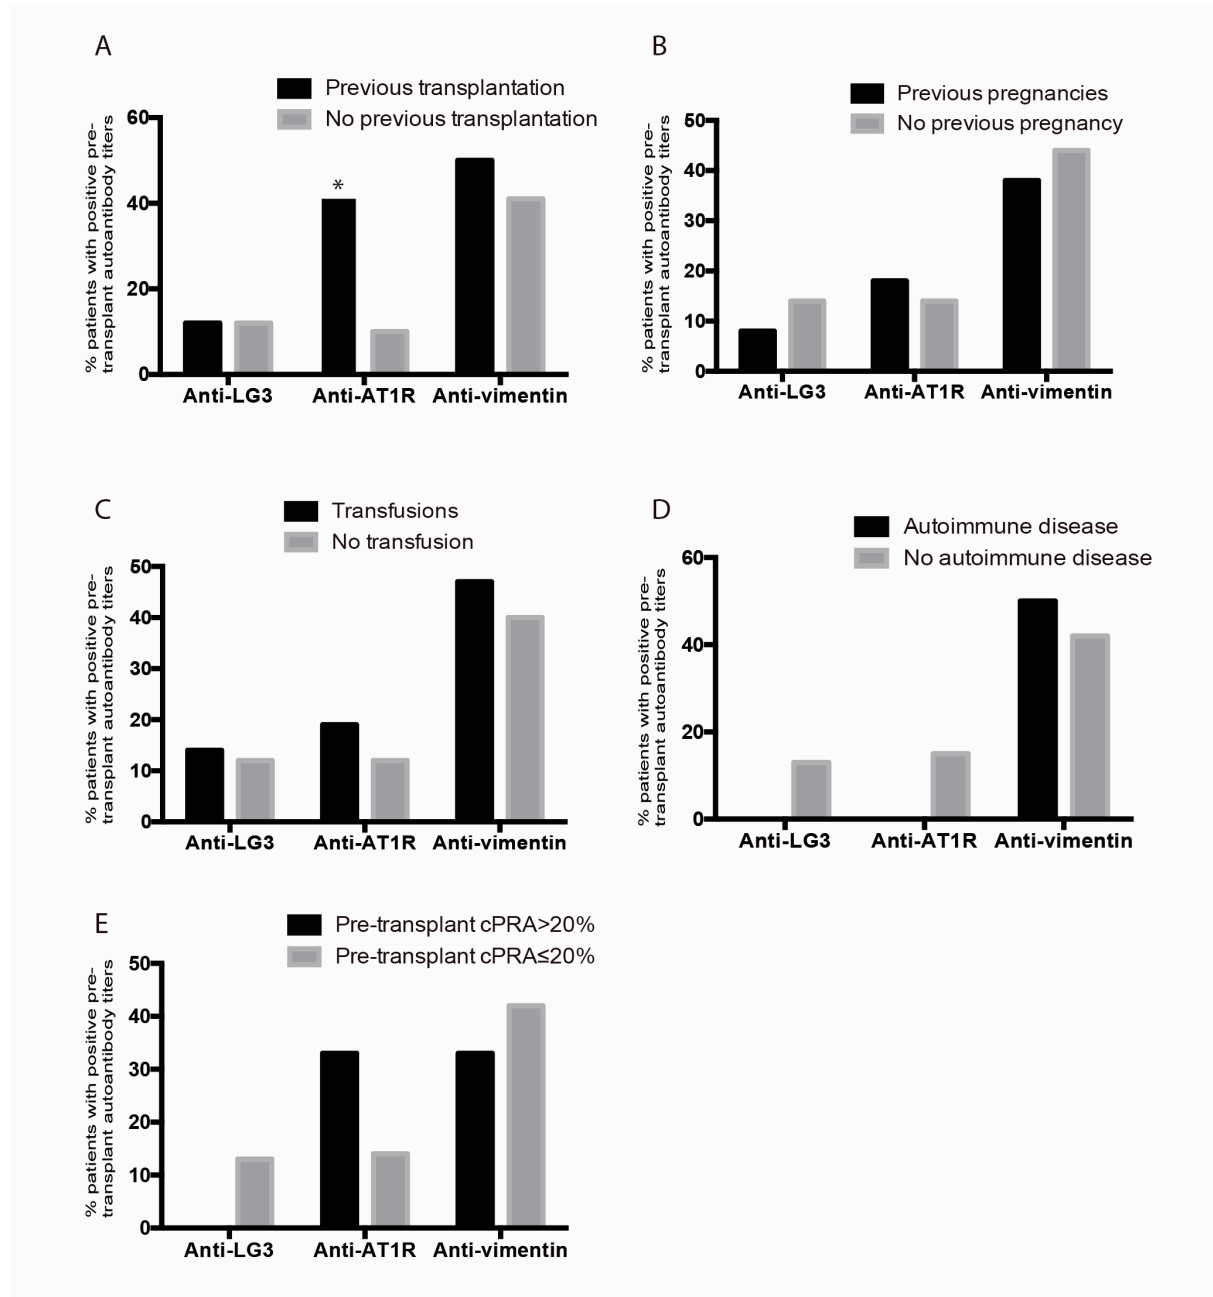 A
Previous transplantation
No previous transplantation
% patients with positive pre-
transplant autoantibody titers
60
40
20
0
*
Anti-LG3 Anti-AT1R Anti-vimentin
B
Previous pregnancies
No previous pregnancy
% patients with positive pre-
transplant autoantibody titers
50
40
30
20
10
0
Anti-LG3 Anti-AT1R Anti-vimentin
C
Transfusions
No transfusion
% patients with positive pre-
transplant autoantibody titers
50
40
30
20
10
0
Anti-LG3 Anti-AT1R Anti-vimentin
D
Autoimmune disease
No autoimmune disease
% patients with positive pre-
transplant autoantibody titers
60
40
20
0
Anti-LG3 Anti-AT1R Anti-vimentin
E
Pre-transplant cPRA>20%
Pre-transplant cPRA≤20%
% patients with positive pre-
transplant autoantibody titers
50
40
30
20
10
0
Anti-LG3 Anti-AT1R Anti-vimentin